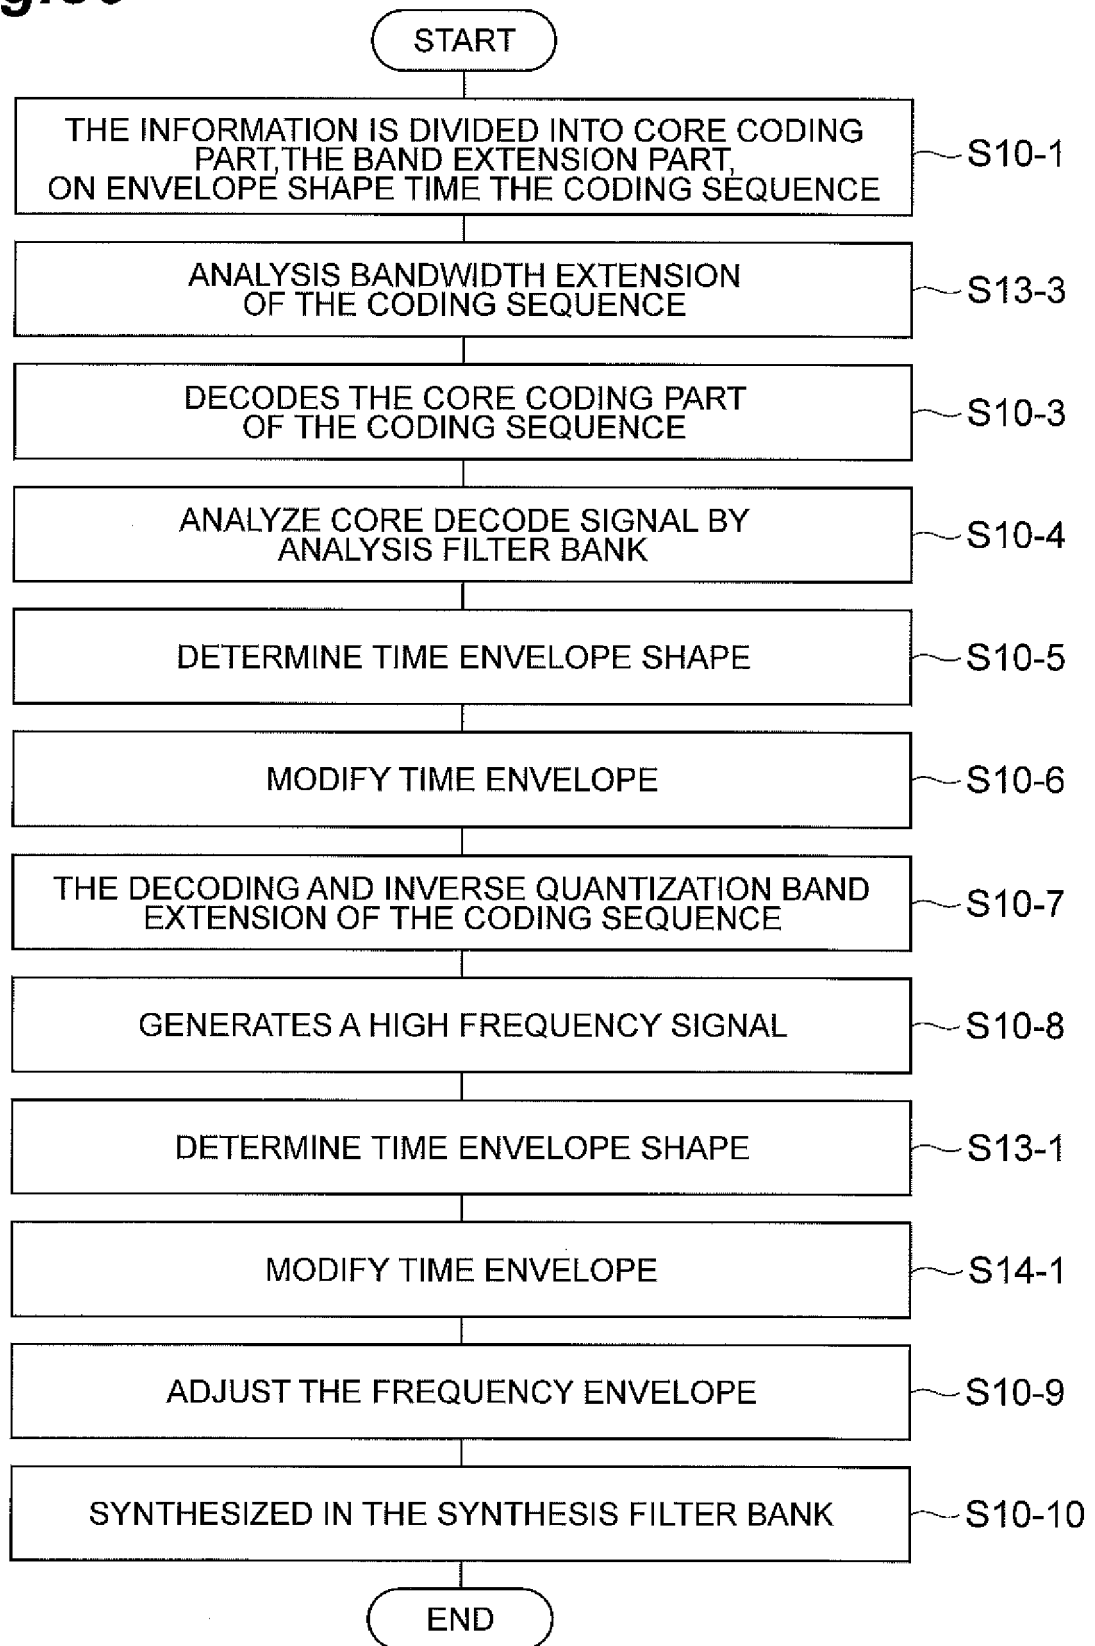 START
THE INFORMATION IS DIVIDED INTO CORE CODING
PART,THE BAND EXTENSION PART,
ON ENVELOPE SHAPE TIME THE CODING SEQUENCE
S10-1
ANALYSIS BANDWIDTH EXTENSION
OF THE CODING SEQUENCE
S13-3
DECODES THE CORE CODING PART
OF THE CODING SEQUENCE
S10-3
ANALYZE CORE DECODE SIGNAL BY
ANALYSIS FILTER BANK
S10-4
DETERMINE TIME ENVELOPE SHAPE
S10-5
MODIFY TIME ENVELOPE
S10-6
THE DECODING AND INVERSE QUANTIZATION BAND
EXTENSION OF THE CODING SEQUENCE
S10-7
GENERATES A HIGH FREQUENCY SIGNAL
S10-8
DETERMINE TIME ENVELOPE SHAPE
S13-1
MODIFY TIME ENVELOPE
S14-1
ADJUST THE FREQUENCY ENVELOPE
S10-9
SYNTHESIZED IN THE SYNTHESIS FILTER BANK
S10-10
END